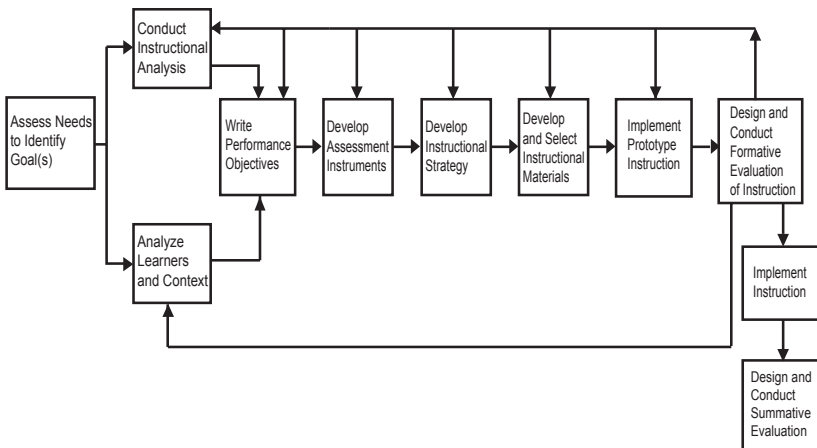 Conduct
Instructional
Analysis
Assess Needs
to Identify
Goal(s)
Write
Performance
Objectives
Develop
Assessment
Instruments
Develop
Instructional
Strategy
Develop
and Select
Instructional
Materials
Implement
Prototype
Instruction
Design and
Conduct
Formative
Evaluation
of Instruction
Analyze
Learners
and Context
Implement
Instruction
Design and
Conduct
Summative
Evaluation